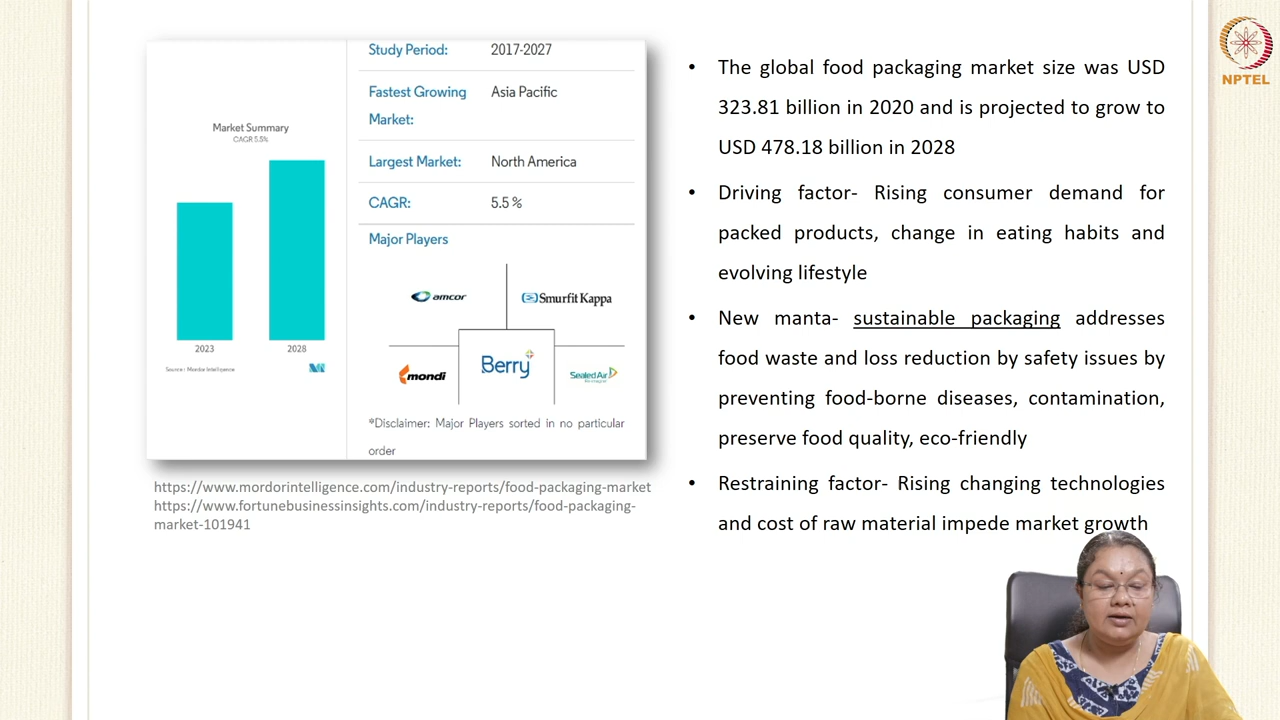 Study Period: 2017-2027
Fastest Growing Asia Pacific
Market:
Market Summary
CAGR 5.5%
Largest Market: North America
CAGR: 5.5 %
Major Players
amcor
Smurfit Kappa
mondi
Berry
Sealed Air
2023 2028
Source : Mordor Intelligence
*Disclaimer: Major Players sorted in no particular
order
https://www.mordorintelligence.com/industry-reports/food-packaging-market
https://www.fortunebusinessinsights.com/industry-reports/food-packaging-
market-101941
• The global food packaging market size was USD
323.81 billion in 2020 and is projected to grow to
USD 478.18 billion in 2028
• Driving factor- Rising consumer demand for
packed products, change in eating habits and
evolving lifestyle
• New manta- sustainable packaging addresses
food waste and loss reduction by safety issues by
preventing food-borne diseases, contamination,
preserve food quality, eco-friendly
• Restraining factor- Rising changing technologies
and cost of raw material impede market growth
NPTEL